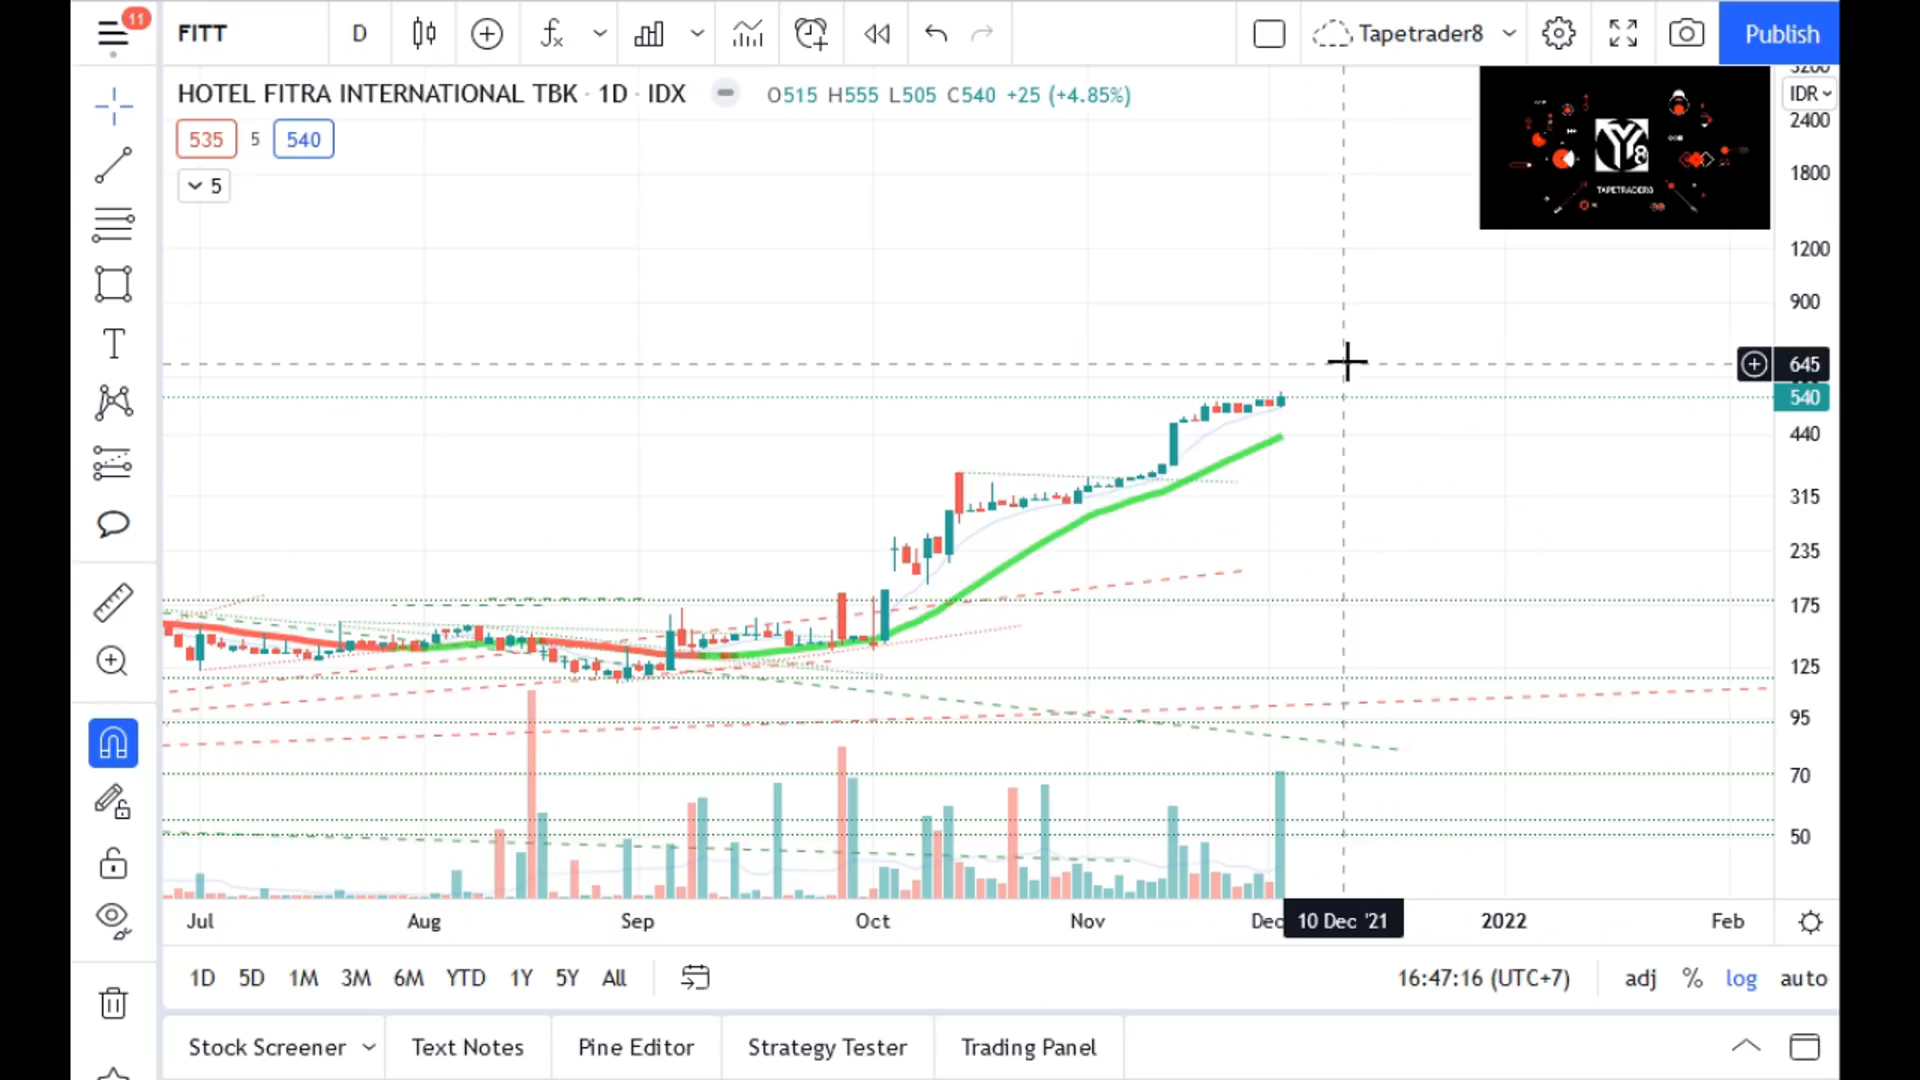 11
FITT
D
Tapetrader8
Publish
HOTEL FITRA INTERNATIONAL TBK · 1D · IDX
O515 H555 L505 C540 +25 (+4.85%)
535 5 540
5
TAPETRADER8
3200
IDR
2400
1800
1200
900
645
540
440
315
235
175
125
95
70
50
Jul Aug Sep Oct Nov Dec 10 Dec '21 2022 Feb
1D 5D 1M 3M 6M YTD 1Y 5Y All
16:47:16 (UTC+7) adj % log auto
Stock Screener Text Notes Pine Editor Strategy Tester Trading Panel